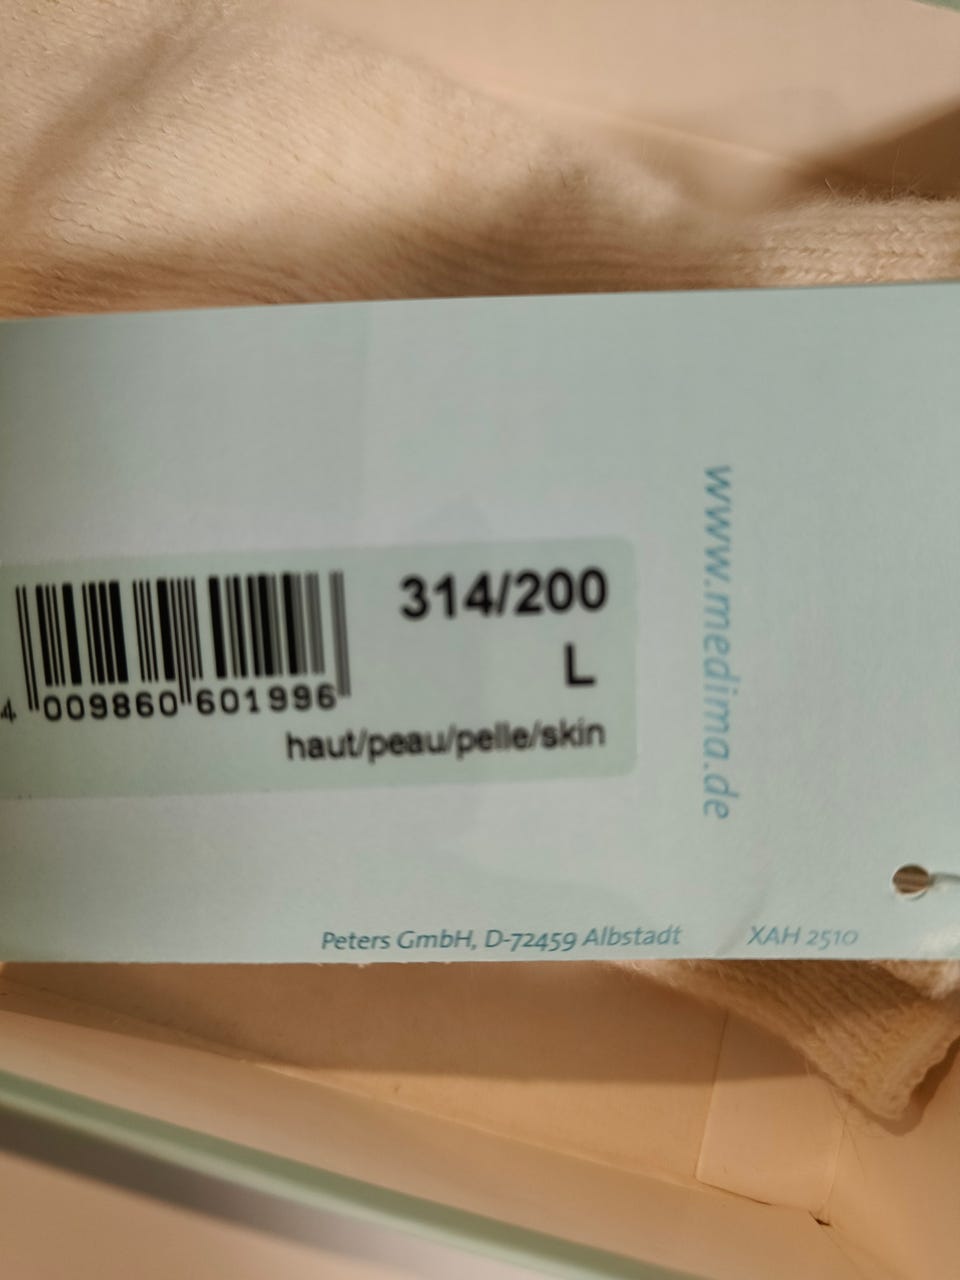 314/200
L
4 009860 601996
haut/peau/pelle/skin
www.medima.de
Peters GmbH, D-72459 Albstadt
XAH 2510